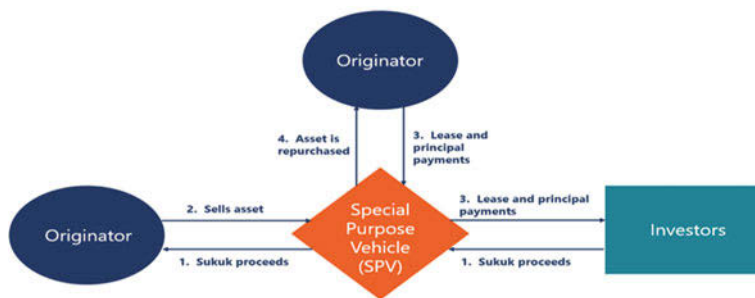 Originator
4. Asset is
repurchased
3. Lease and
principal
payments
Originator
2. Sells asset
1. Sukuk proceeds
Special
Purpose
Vehicle
(SPV)
3. Lease and principal
payments
1. Sukuk proceeds
Investors